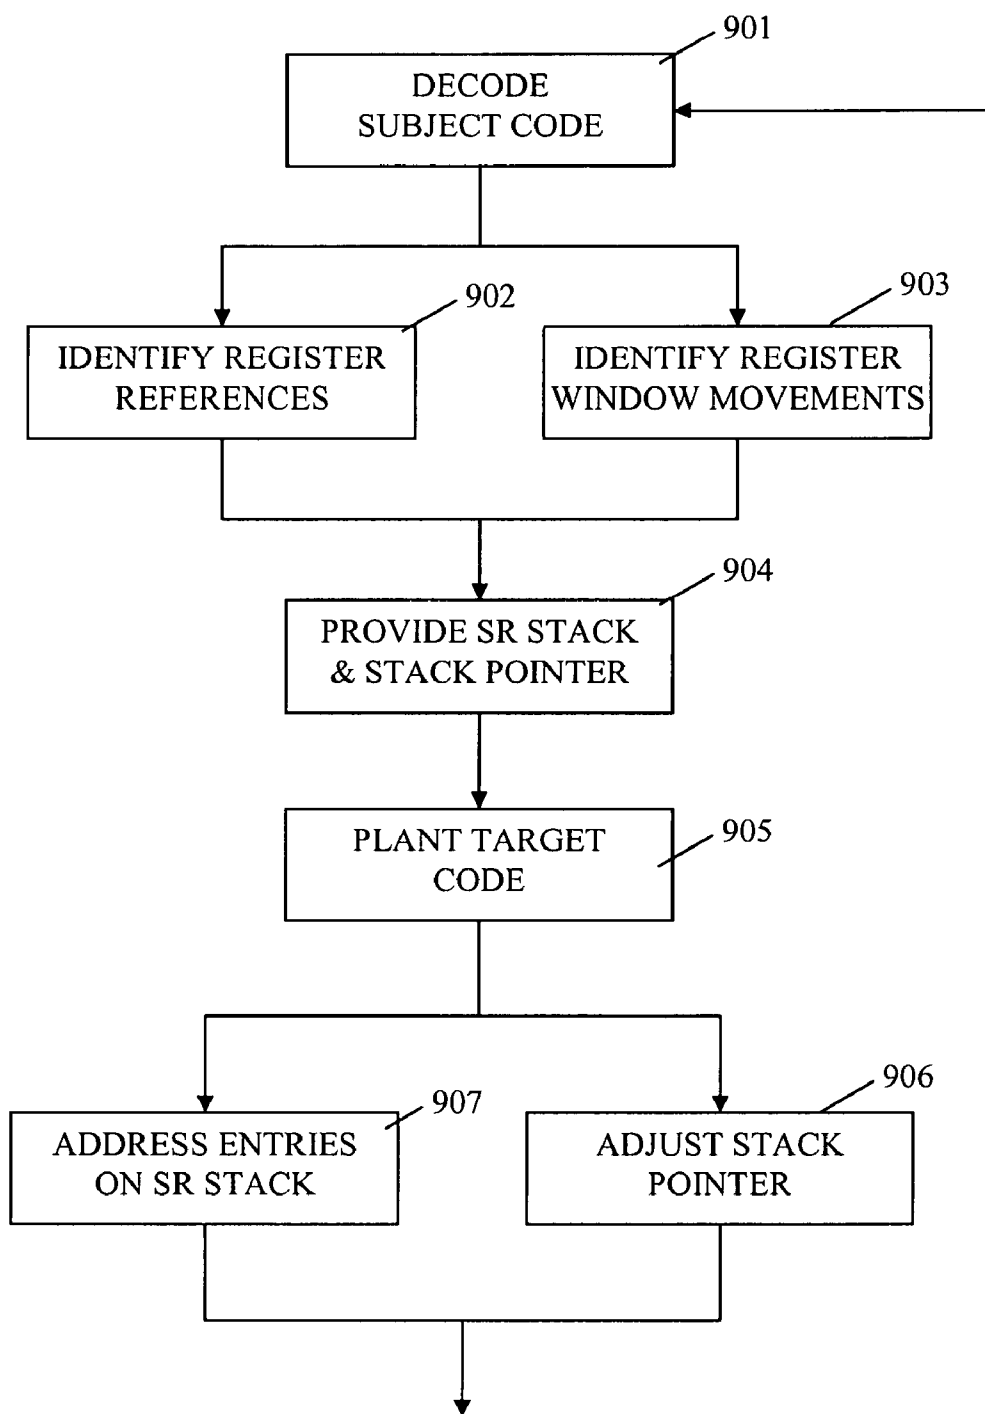 901
DECODE
SUBJECT CODE
902
IDENTIFY REGISTER
REFERENCES
903
IDENTIFY REGISTER
WINDOW MOVEMENTS
904
PROVIDE SR STACK
& STACK POINTER
905
PLANT TARGET
CODE
907
ADDRESS ENTRIES
ON SR STACK
906
ADJUST STACK
POINTER